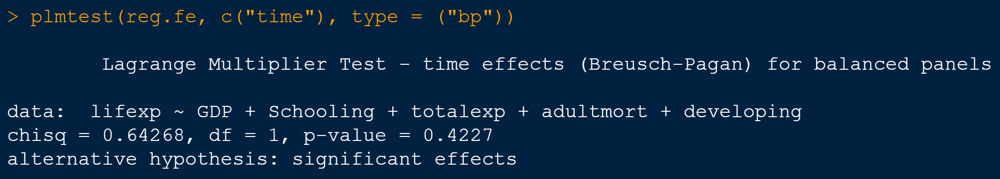 > plmtest(reg.fe, c("time"), type = ("bp"))
Lagrange Multiplier Test - time effects (Breusch-Pagan) for balanced panels
data:  lifexp ~ GDP + Schooling + totalexp + adultmort + developing
chisq = 0.64268, df = 1, p-value = 0.4227
alternative hypothesis: significant effects